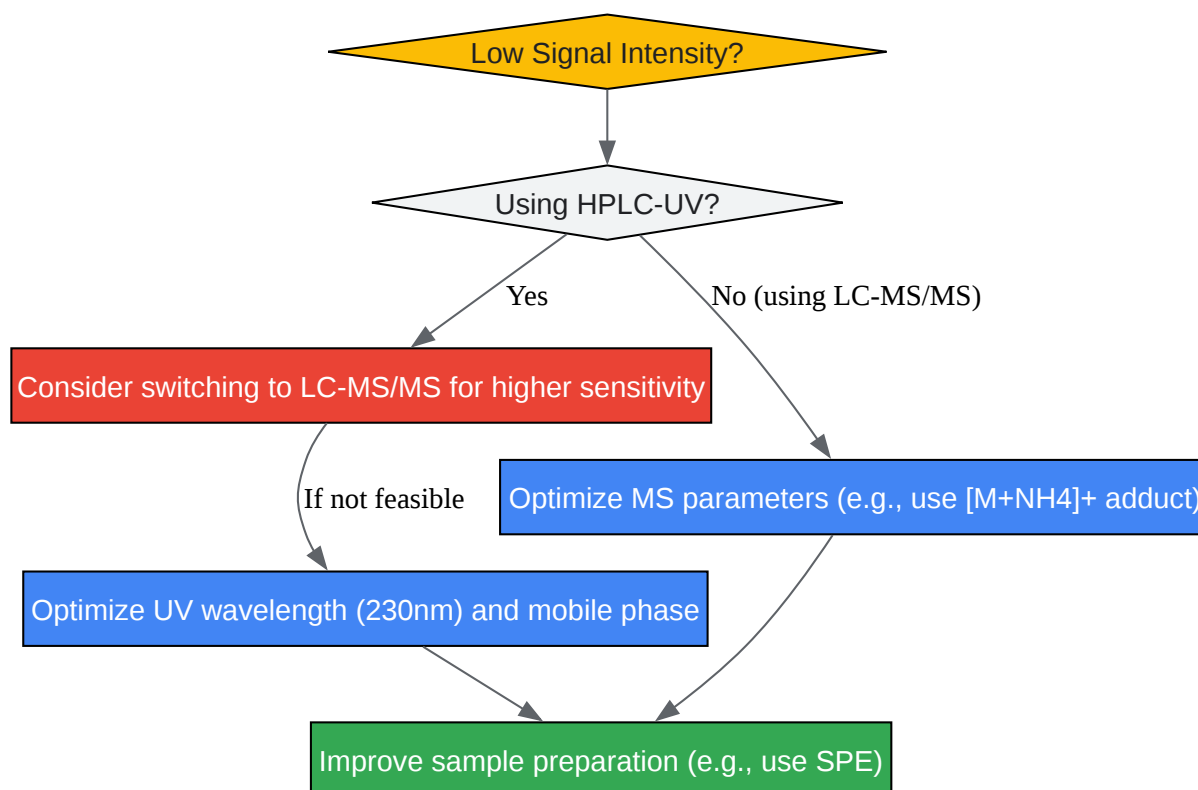 Low Signal Intensity?
Using HPLC-UV?
Yes
No (using LC-MS/MS)
Consider switching to LC-MS/MS for higher sensitivity
If not feasible
Optimize MS parameters (e.g., use [M+NH4]+ adduct)
Optimize UV wavelength (230nm) and mobile phase
Improve sample preparation (e.g., use SPE)